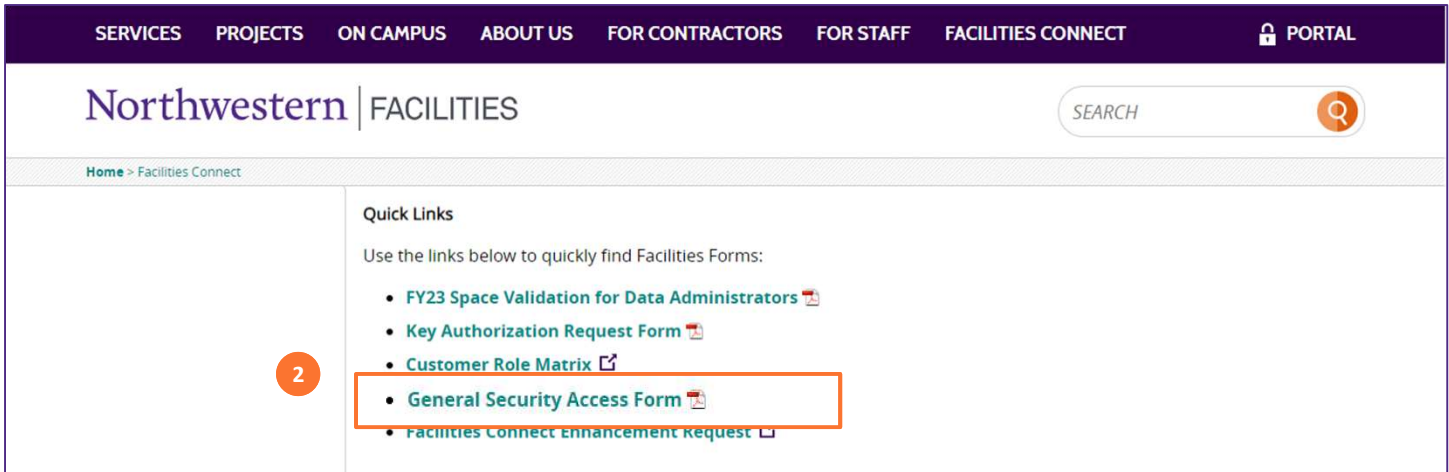 SERVICES PROJECTS ON CAMPUS ABOUT US FOR CONTRACTORS FOR STAFF FACILITIES CONNECT PORTAL
Northwestern | FACILITIES SEARCH
Home > Facilities Connect
Quick Links
Use the links below to quickly find Facilities Forms:
• FY23 Space Validation for Data Administrators
• Key Authorization Request Form
• Customer Role Matrix
2
• General Security Access Form
• Facilities Connect Enhancement Request